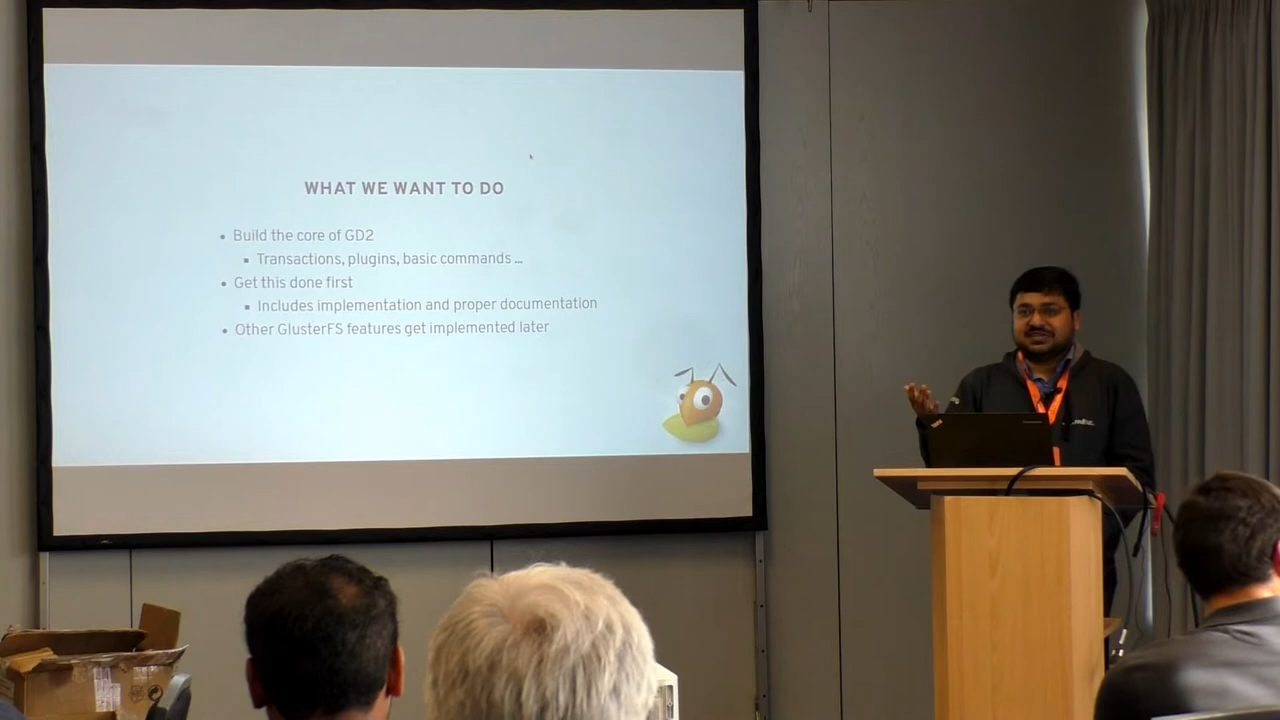 WHAT WE WANT TO DO
• Build the core of GD2
▪ Transactions, plugins, basic commands ...
• Get this done first
▪ Includes implementation and proper documentation
• Other GlusterFS features get implemented later